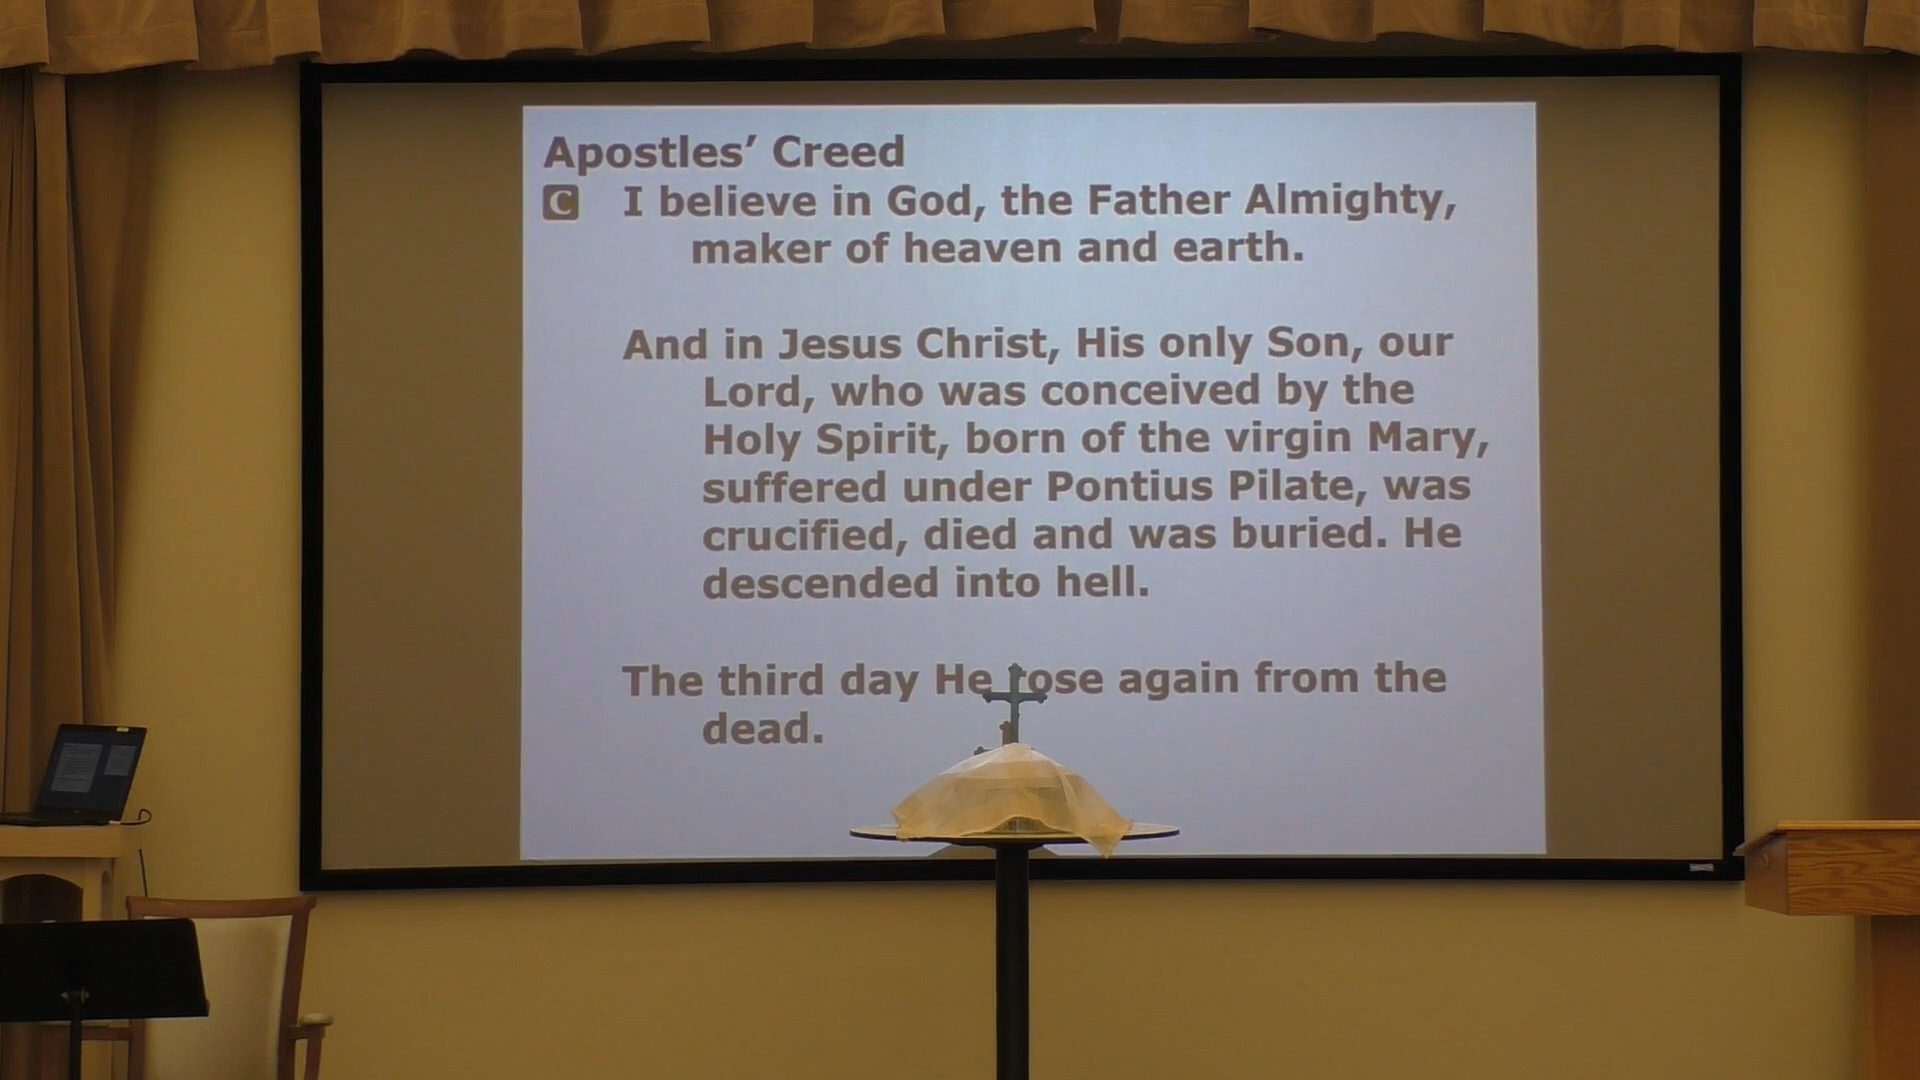 Apostles’ Creed
C I believe in God, the Father Almighty,
maker of heaven and earth.
And in Jesus Christ, His only Son, our
Lord, who was conceived by the
Holy Spirit, born of the virgin Mary,
suffered under Pontius Pilate, was
crucified, died and was buried. He
descended into hell.
The third day He rose again from the
dead.